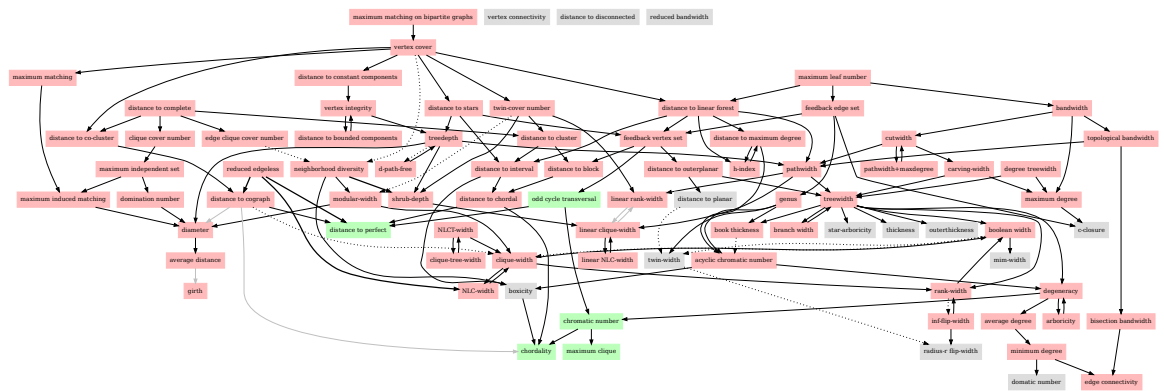 maximum matching on bipartite graphs
vertex connectivity
distance to disconnected
reduced bandwidth
vertex cover
maximum matching
distance to constant components
maximum leaf number
distance to complete
vertex integrity
distance to stars
twin-cover number
distance to linear forest
feedback edge set
bandwidth
distance to co-cluster
clique cover number
edge clique cover number
distance to bounded components
treedepth
distance to cluster
feedback vertex set
distance to maximum degree
cutwidth
topological bandwidth
maximum independent set
reduced edgeless
neighborhood diversity
d-path-free
distance to interval
distance to block
distance to outerplanar
h-index
pathwidth
pathwidth+maxdegree
carving-width
degree treewidth
maximum induced matching
domination number
distance to cograph
modular-width
shrub-depth
distance to chordal
odd cycle transversal
linear rank-width
distance to planar
genus
treewidth
maximum degree
diameter
distance to perfect
NLCT-width
linear clique-width
book thickness
branch width
star-arboricity
thickness
outerthickness
boolean width
c-closure
average distance
clique-tree-width
clique-width
linear NLC-width
twin-width
acyclic chromatic number
mim-width
girth
NLC-width
boxicity
rank-width
degeneracy
chromatic number
inf-flip-width
average degree
arboricity
bisection bandwidth
chordality
maximum clique
radius-r flip-width
minimum degree
domatic number
edge connectivity